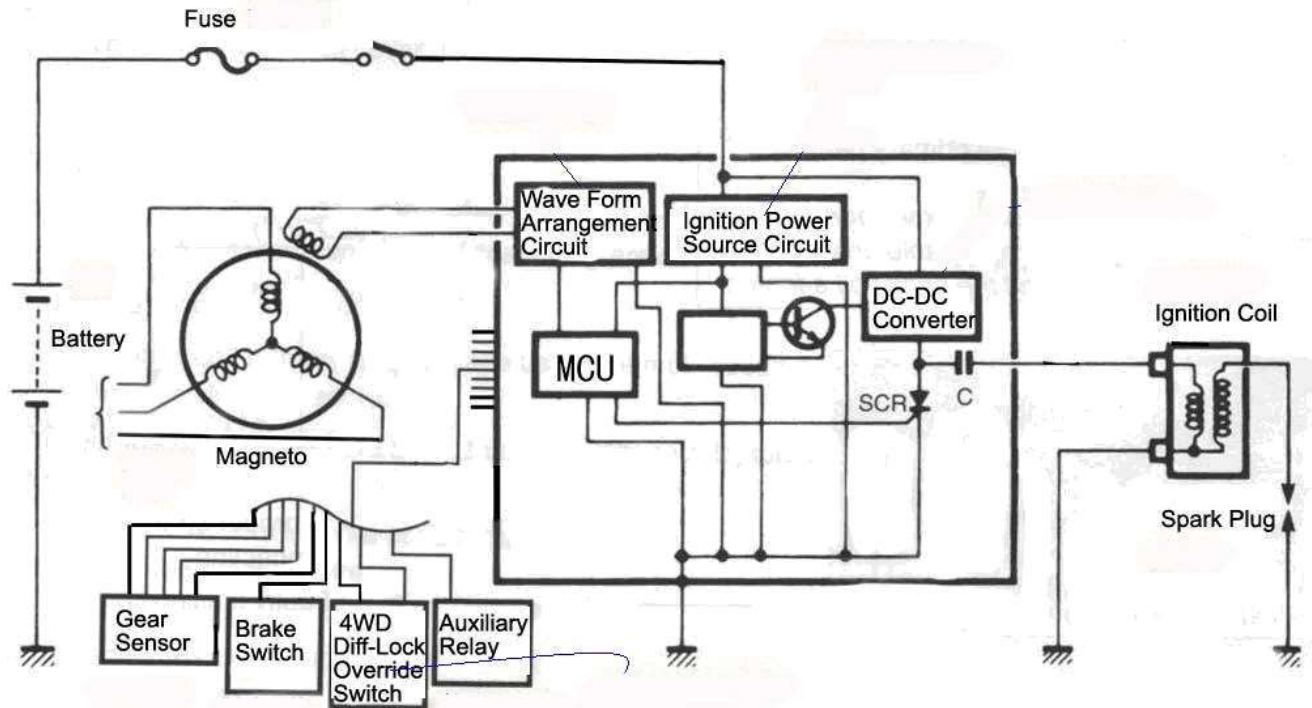 Fuse
Wave Form
Arrangement
Circuit
Ignition Power
Source Circuit
Battery
DC-DC
Converter
Ignition Coil
MCU
SCR
C
Magneto
Spark Plug
Gear
Sensor
Brake
Switch
4WD
Diff-Lock
Override
Switch
Auxiliary
Relay